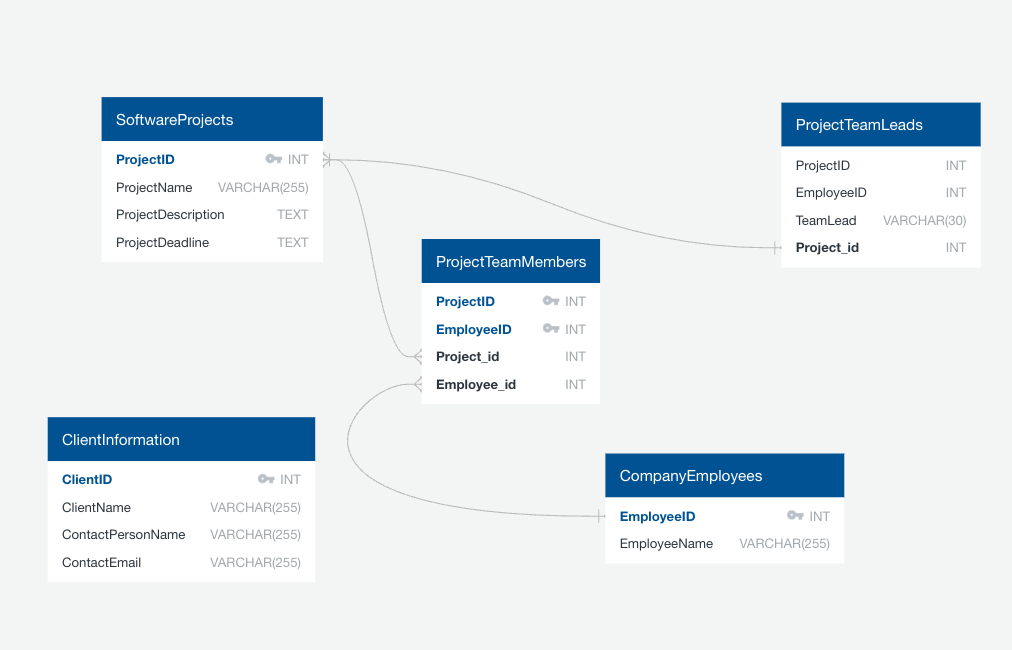 SoftwareProjects
ProjectID INT
ProjectName VARCHAR(255)
ProjectDescription TEXT
ProjectDeadline TEXT
ProjectTeamLeads
ProjectID INT
EmployeeID INT
TeamLead VARCHAR(30)
Project_id INT
ProjectTeamMembers
ProjectID INT
EmployeeID INT
Project_id INT
Employee_id INT
ClientInformation
ClientID INT
ClientName VARCHAR(255)
ContactPersonName VARCHAR(255)
ContactEmail VARCHAR(255)
CompanyEmployees
EmployeeID INT
EmployeeName VARCHAR(255)